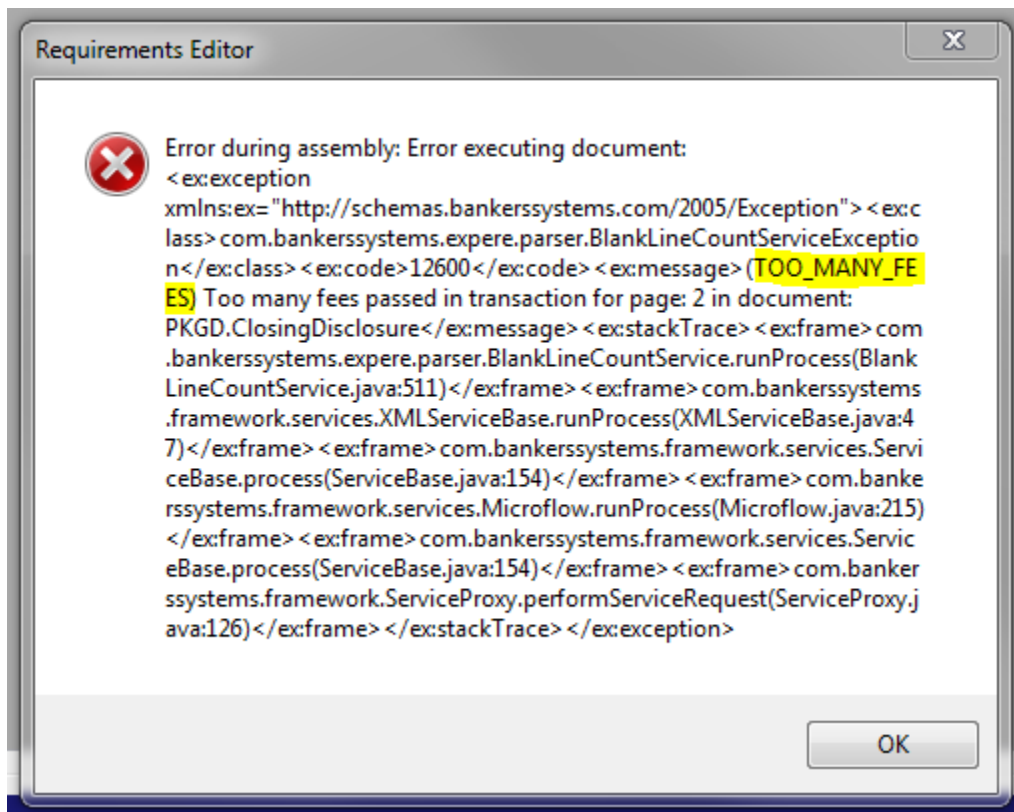 Requirements Editor
Error during assembly: Error executing document:
<ex:exception
xmlns:ex="http://schemas.bankerssystems.com/2005/Exception"><ex:c
lass>com.bankerssystems.expere.parser.BlankLineCountServiceExceptio
n</ex:class><ex:code>12600</ex:code><ex:message>(TOO_MANY_FE
ES) Too many fees passed in transaction for page: 2 in document:
PKGD.ClosingDisclosure</ex:message><ex:stackTrace><ex:frame>com
.bankerssystems.expere.parser.BlankLineCountService.runProcess(Blank
LineCountService.java:511)</ex:frame><ex:frame>com.bankerssystems
.framework.services.XMLServiceBase.runProcess(XMLServiceBase.java:4
7)</ex:frame><ex:frame>com.bankerssystems.framework.services.Servi
ceBase.process(ServiceBase.java:154)</ex:frame><ex:frame>com.banke
rssystems.framework.services.Microflow.runProcess(Microflow.java:215)
</ex:frame><ex:frame>com.bankerssystems.framework.services.Servic
eBase.process(ServiceBase.java:154)</ex:frame><ex:frame>com.banker
ssystems.framework.ServiceProxy.performServiceRequest(ServiceProxy.j
ava:126)</ex:frame></ex:stackTrace></ex:exception>
OK